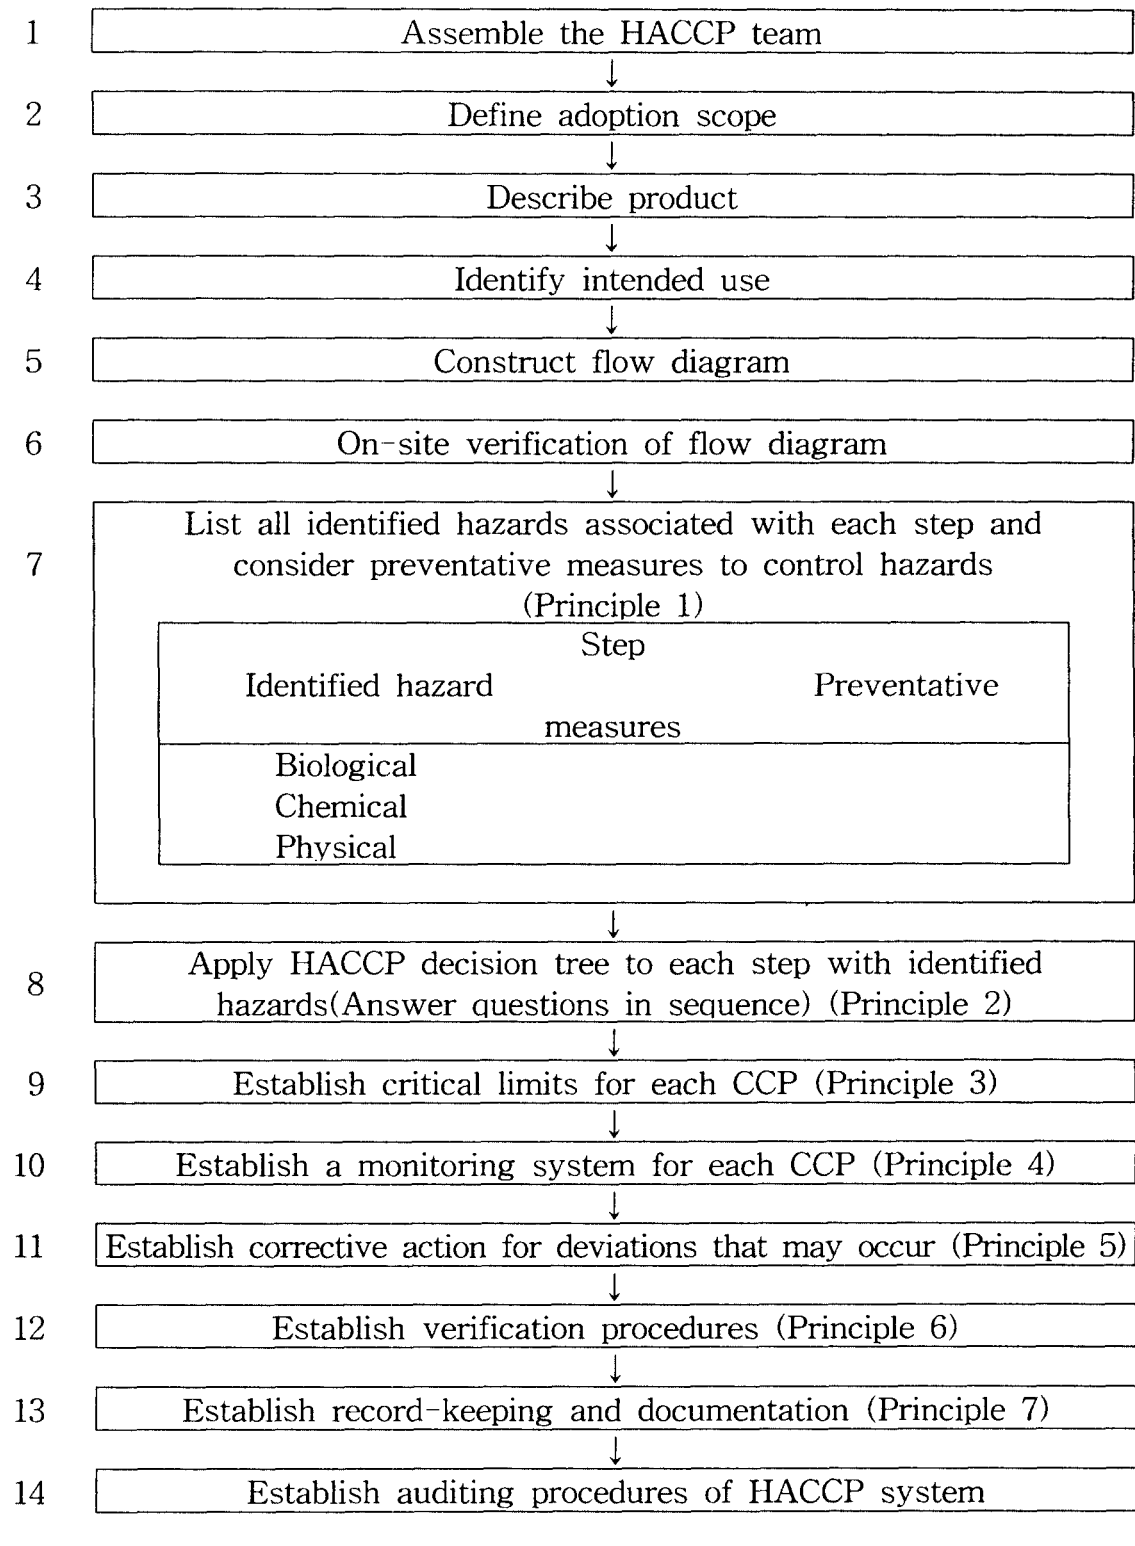 1 Assemble the HACCP team
↓
2 Define adoption scope
↓
3 Describe product
↓
4 Identify intended use
↓
5 Construct flow diagram
6 On-site verification of flow diagram
↓
List all identified hazards associated with each step and
7 consider preventative measures to control hazards
(Principle 1)
Step
Identified hazard Preventative
measures
Biological
Chemical
Physical
↓
Apply HACCP decision tree to each step with identified
8
hazards(Answer questions in sequence) (Principle 2)
↓
9 Establish critical limits for each CCP (Principle 3)
↓
10 Establish a monitoring system for each CCP (Principle 4)
↓
11 Establish corrective action for deviations that may occur (Principle 5)
↓
12 Establish verification procedures (Principle 6)
↓
13 Establish record-keeping and documentation (Principle 7)
↓
14 Establish auditing procedures of HACCP system